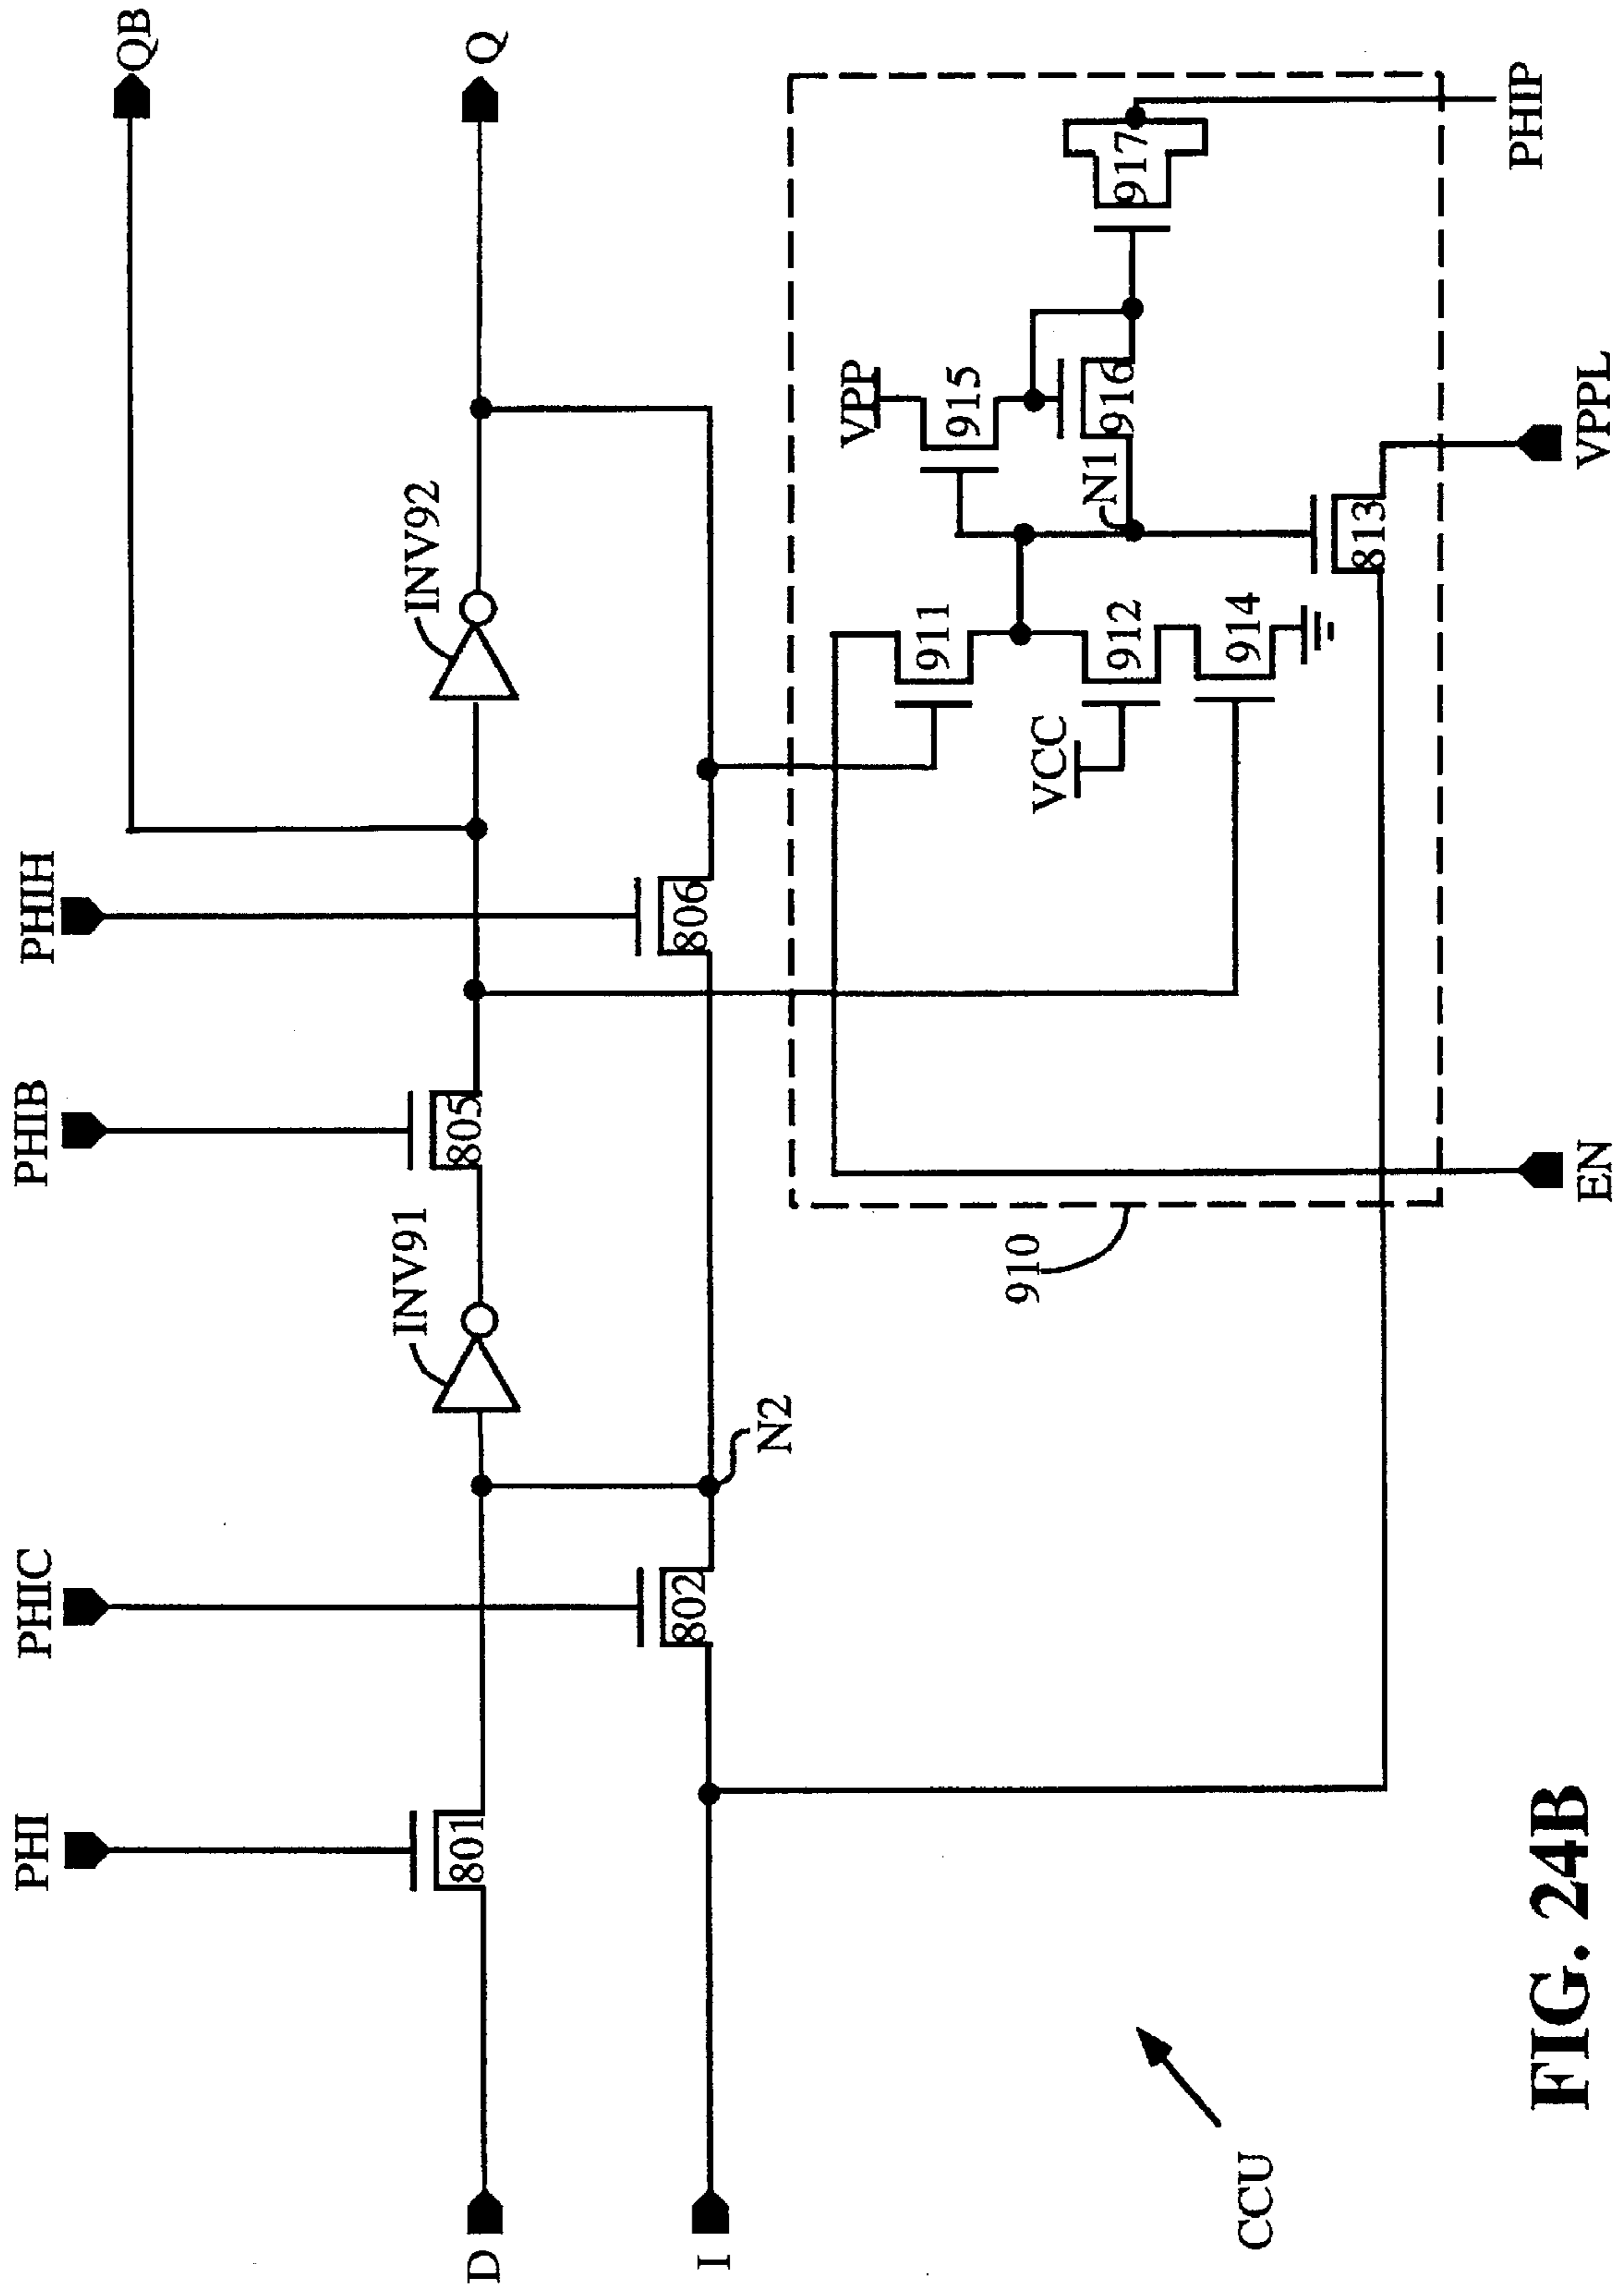 PHI
PHIC
PHIB
PHIH
QB
801
INV91
805
INV92
D
Q
802
N2
806
I
910
911
VPP
915
VCC
912
914
N1
916
917
813
CCU
EN
VPPL
PHIP
FIG. 24B